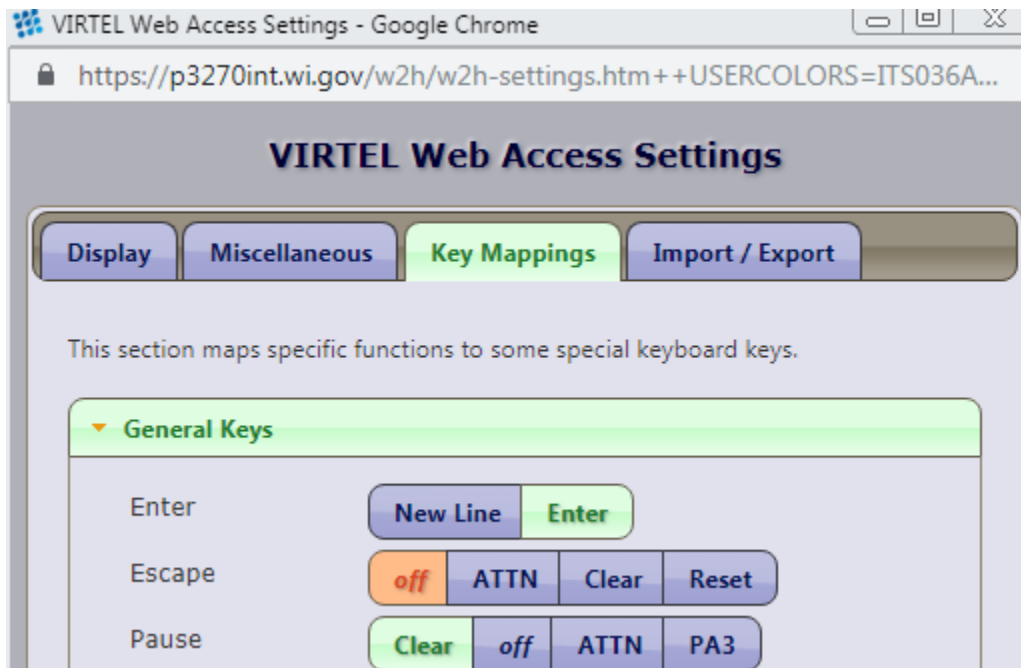 VIRTEL Web Access Settings - Google Chrome
https://p3270int.wi.gov/w2h/w2h-settings.htm++USERCOLORS=ITS036A...
VIRTEL Web Access Settings
Display Miscellaneous Key Mappings Import / Export
This section maps specific functions to some special keyboard keys.
General Keys
Enter New Line Enter
Escape off ATTN Clear Reset
Pause Clear off ATTN PA3